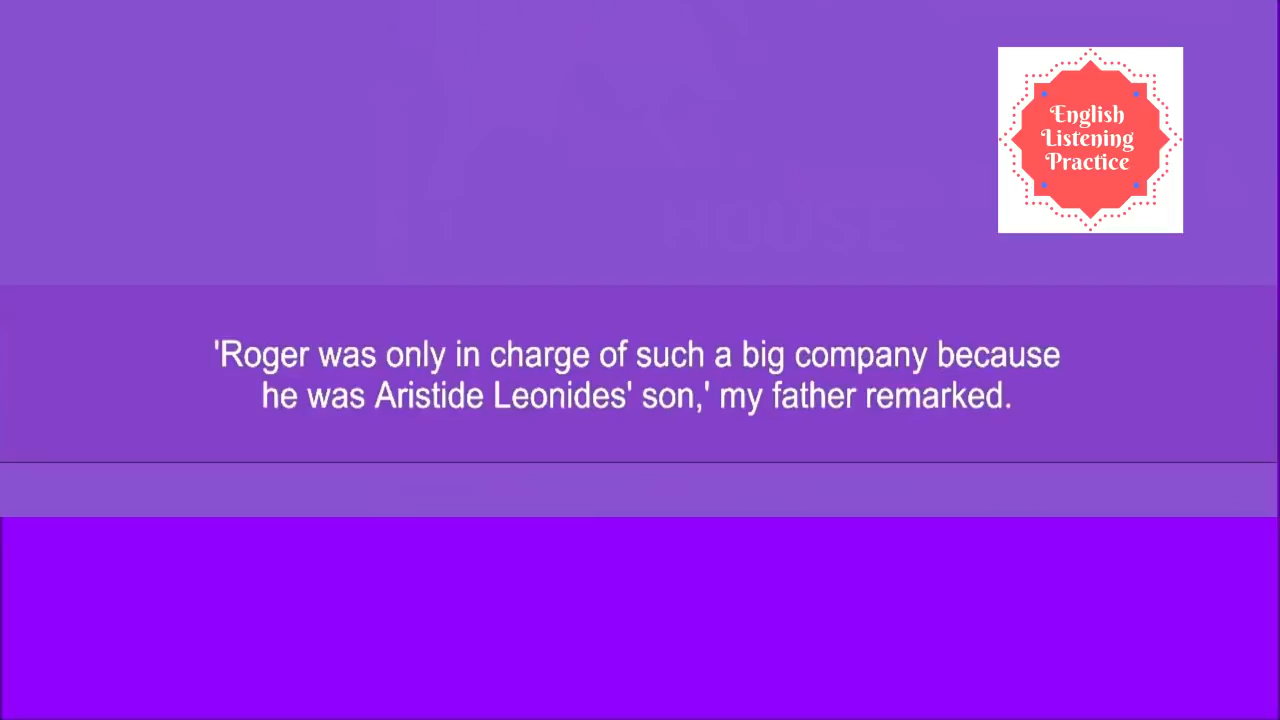 English
Listening
Practice
HOUSE
'Roger was only in charge of such a big company because
he was Aristide Leonides' son,' my father remarked.